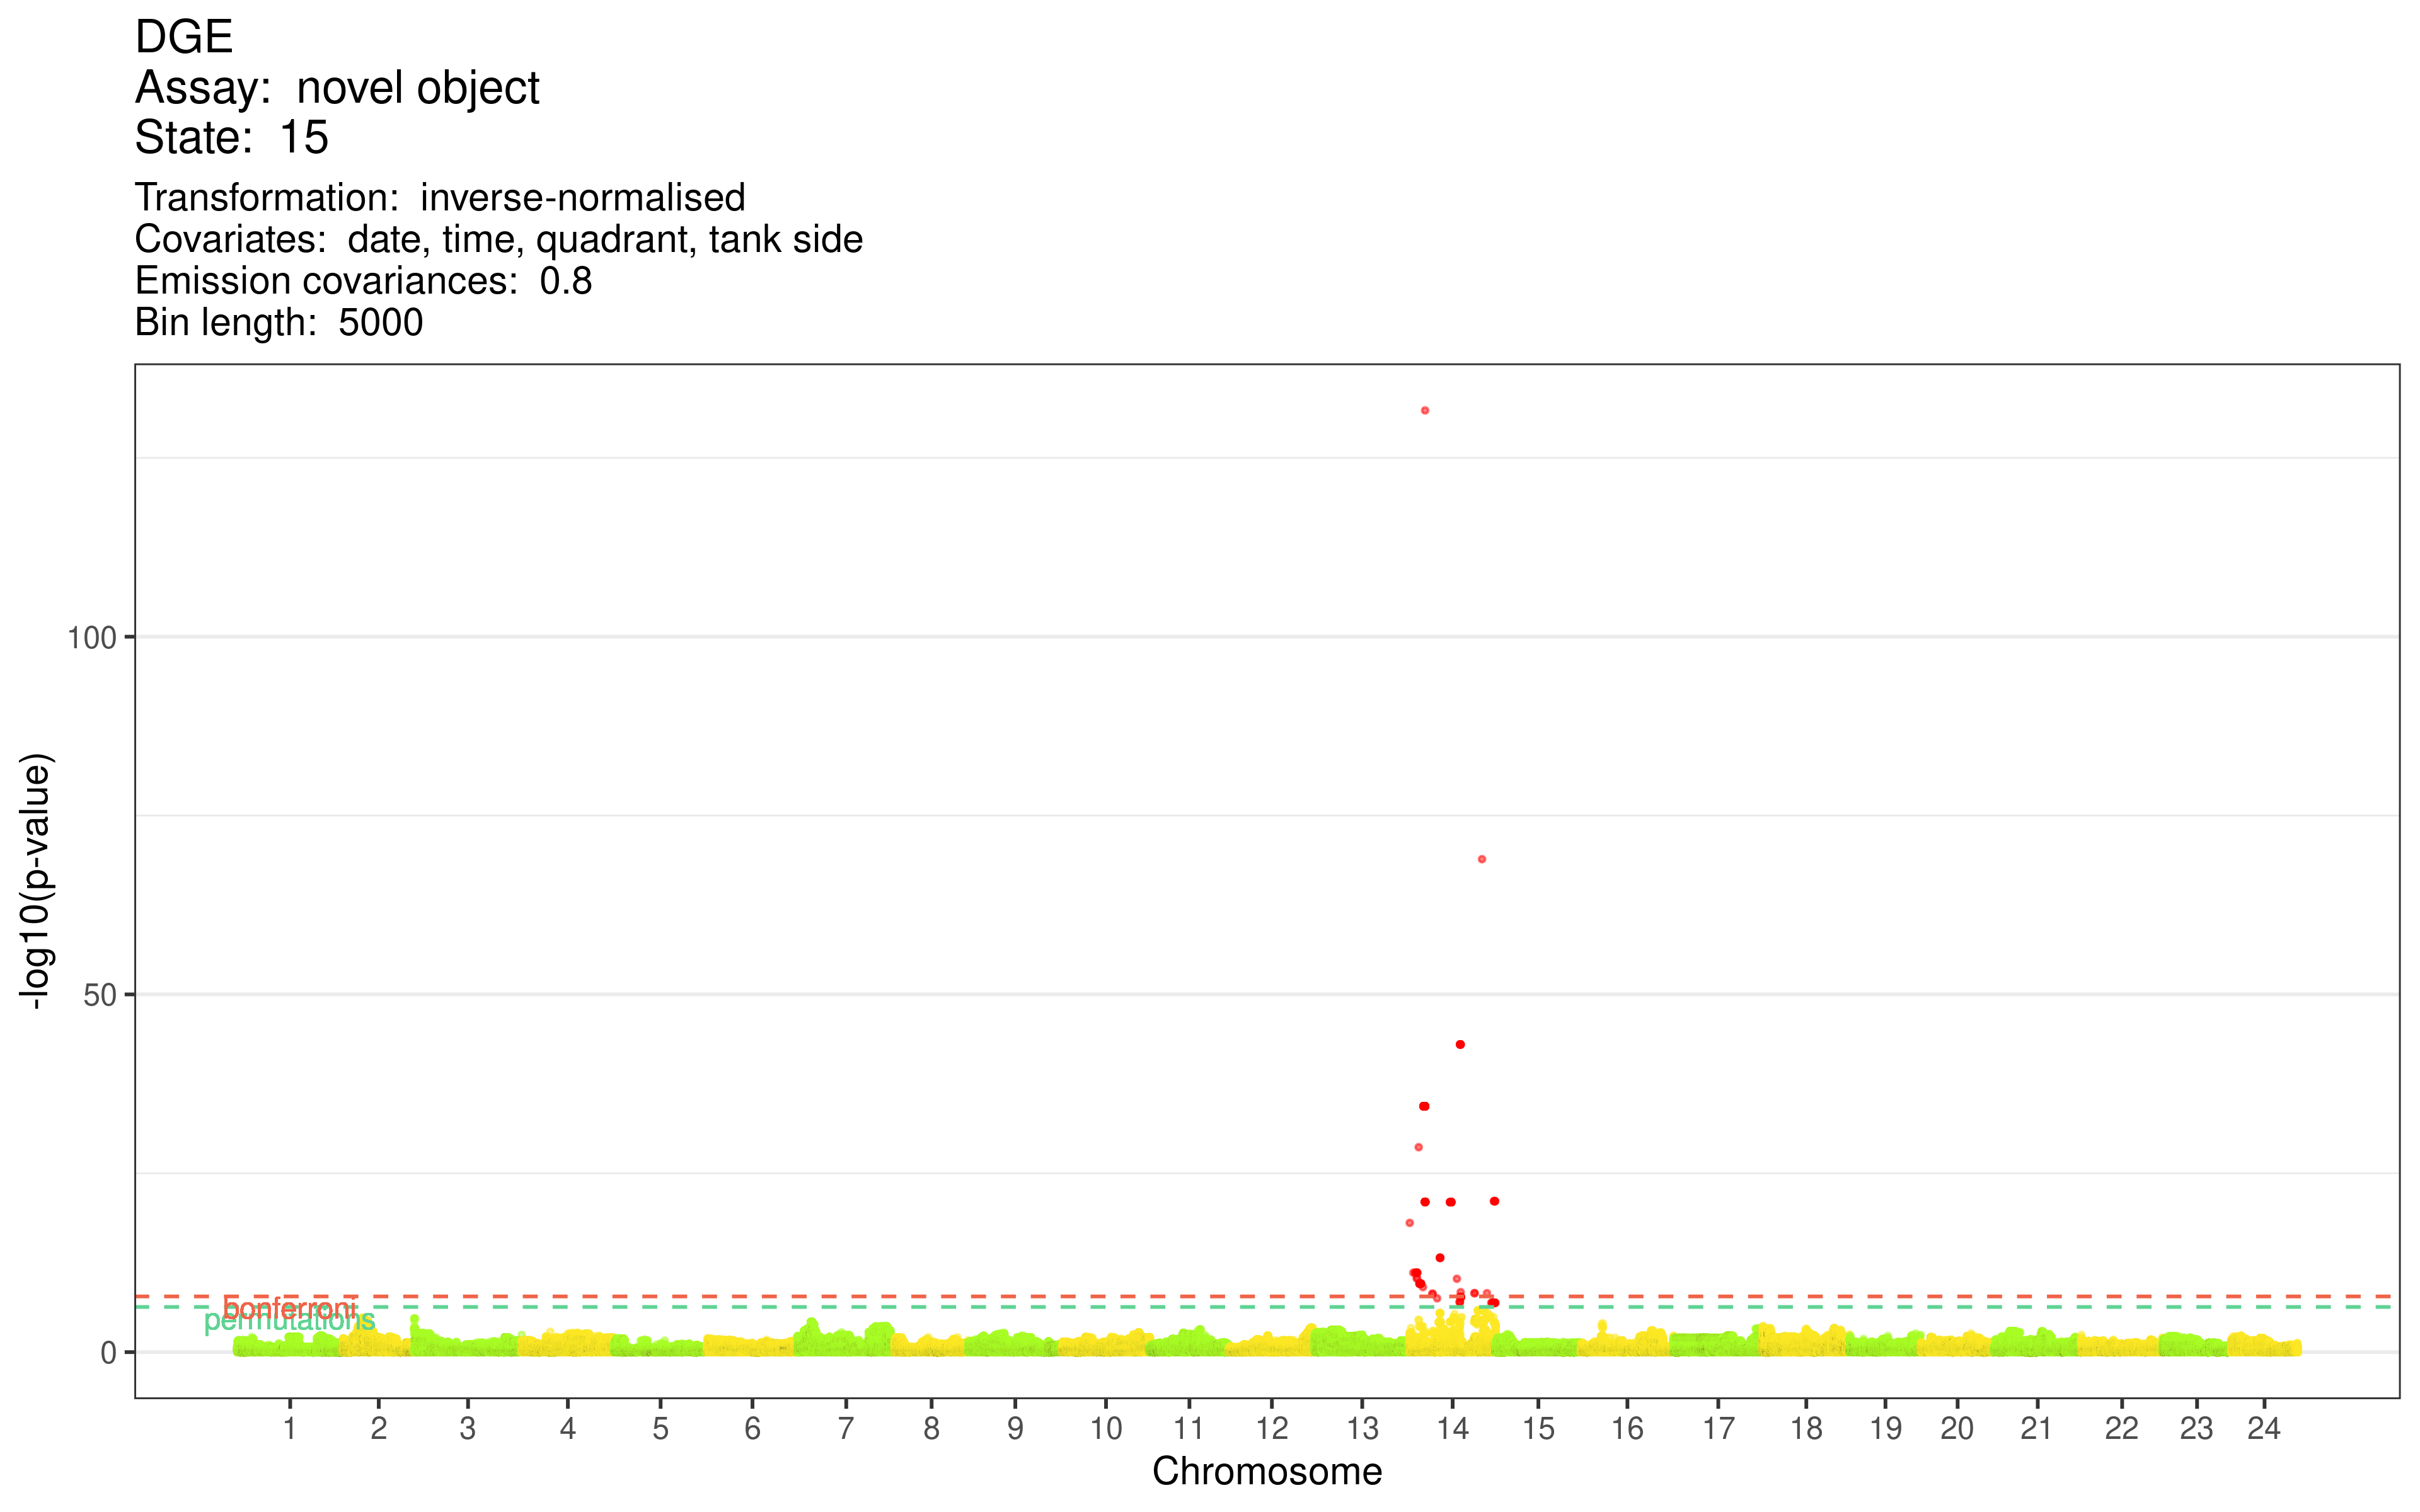 DGE
Assay:  novel object
State:  15
Transformation:  inverse-normalised
Covariates:  date, time, quadrant, tank side
Emission covariances:  0.8
Bin length:  5000
-log10(p-value)
100
50
0
bonferroni
permutations
1 2 3 4 5 6 7 8 9 10 11 12 13 14 15 16 17 18 19 20 21 22 23 24
Chromosome